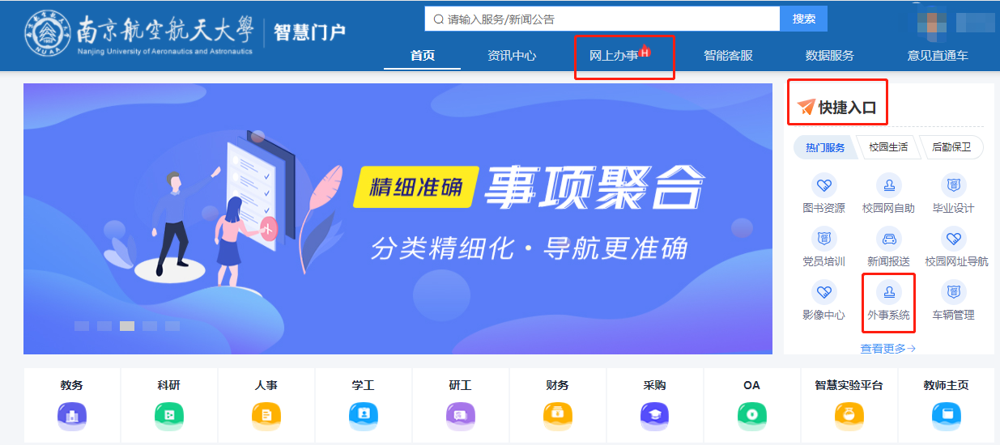 南京航空航天大學
Nanjing University of Aeronautics and Astronautics
NUAA
智慧门户
请输入服务/新闻公告
搜索
首页
资讯中心
网上办事
H
智能客服
数据服务
意见直通车
精细准确
事项聚合
分类精细化·导航更准确
快捷入口
热门服务
校园生活
后勤保卫
图书资源
校园网自助
毕业设计
党员培训
新闻报送
校园网址导航
影像中心
外事系统
车辆管理
查看更多→
教务
科研
人事
学工
研工
财务
采购
OA
智慧实验平台
教师主页